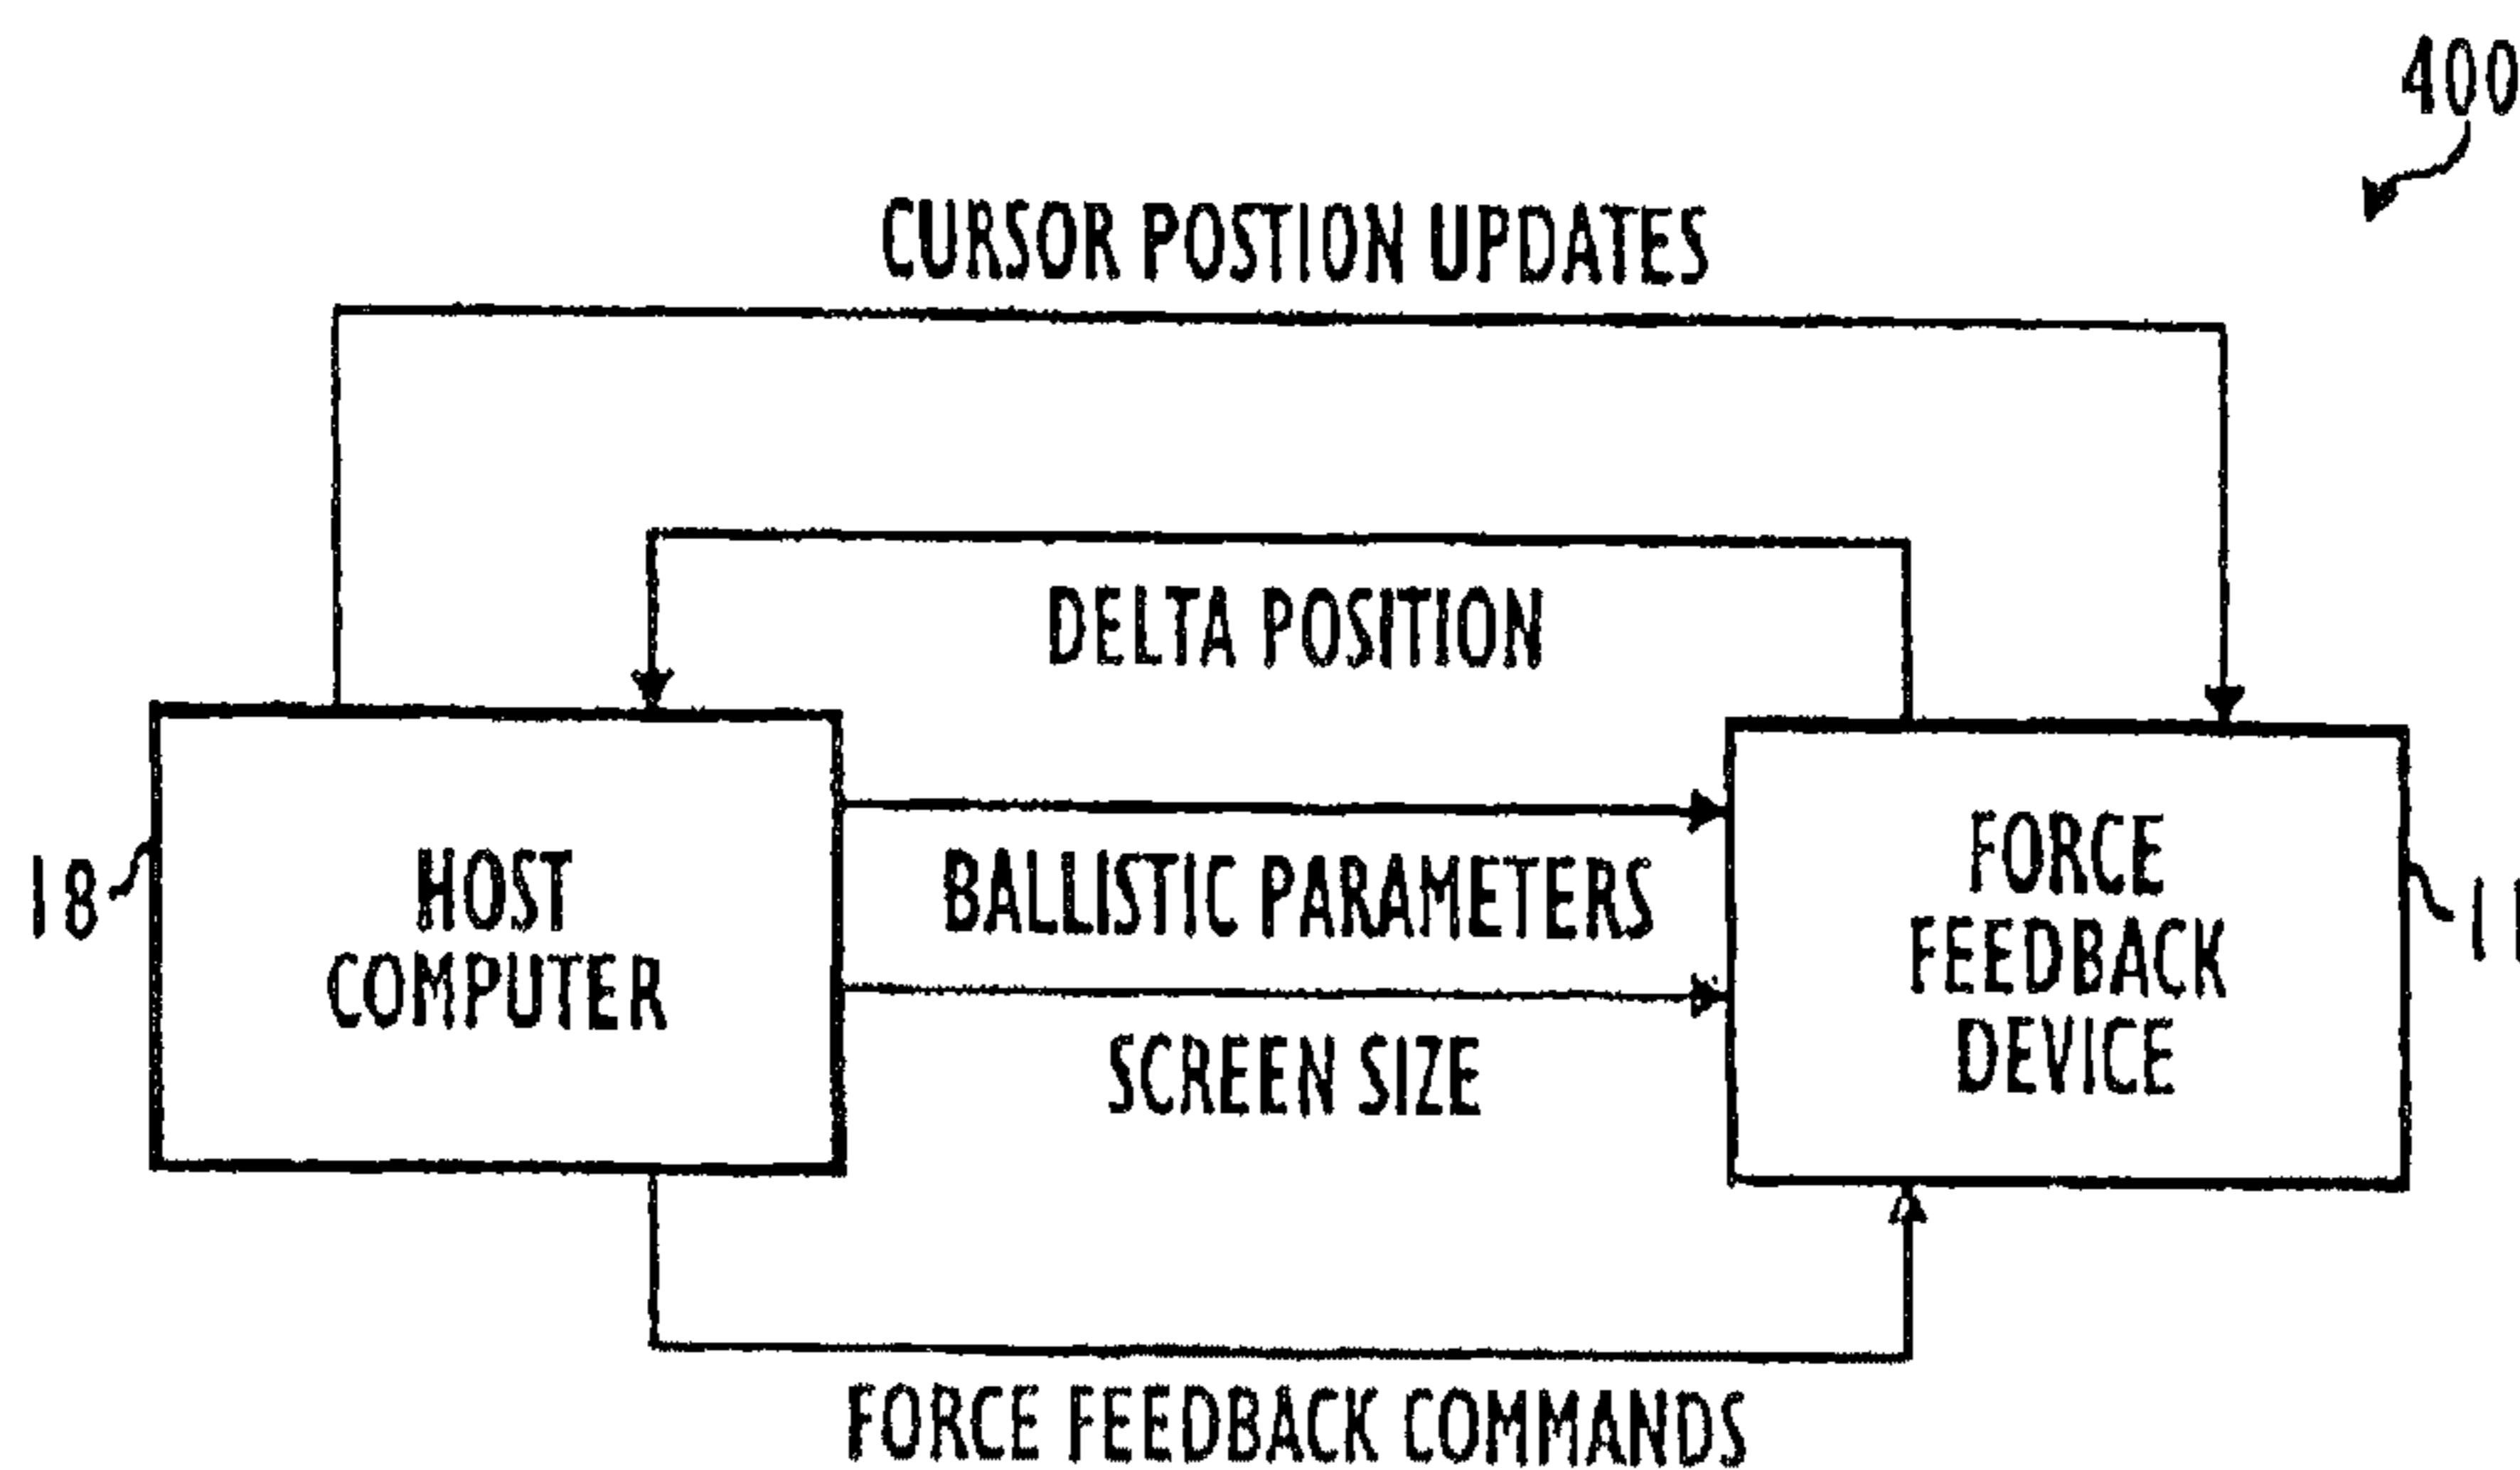 400
CURSOR POSTION UPDATES
DELTA POSITION
18
HOST
COMPUTER
BALLISTIC PARAMETERS
SCREEN SIZE
FORCE
FEEDBACK
DEVICE
11
FORCE FEEDBACK COMMANDS